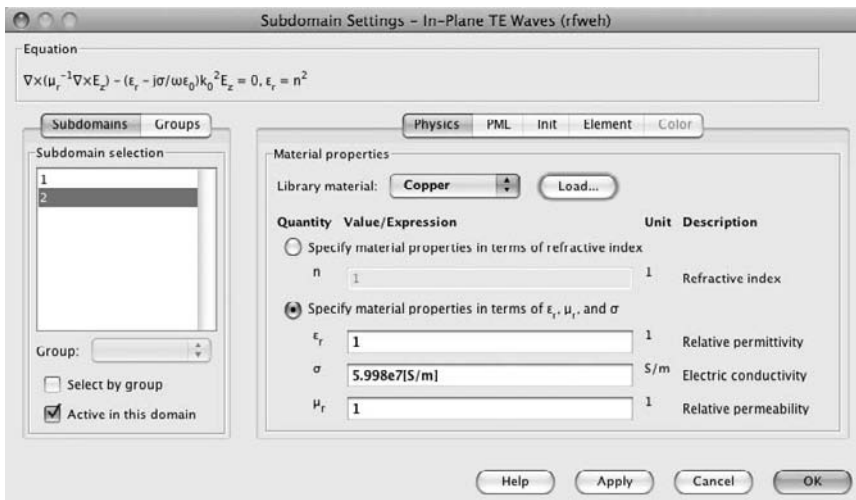 Subdomain Settings – In-Plane TE Waves (rfweh)
Equation
∇×(μr⁻¹∇×Ez) – (εr – jσ/ωε0)k0²Ez = 0, εr = n²
Subdomains Groups
Subdomain selection
1
2
Group:
Select by group
Active in this domain
Physics PML Init Element Color
Material properties
Library material: Copper Load...
Quantity Value/Expression Unit Description
Specify material properties in terms of refractive index
n 1 1 Refractive index
Specify material properties in terms of εr, μr, and σ
εr 1 1 Relative permittivity
σ 5.998e7[S/m] S/m Electric conductivity
μr 1 1 Relative permeability
Help Apply Cancel OK